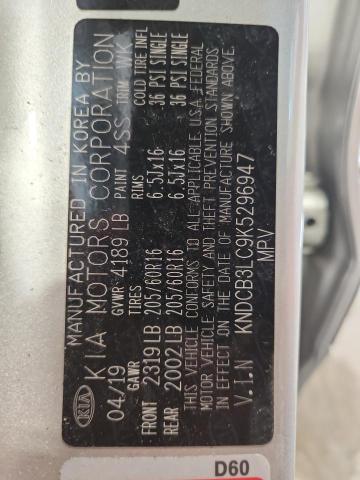 MANUFACTURED IN KOREA BY
KIA KIA MOTORS CORPORATION
04/19 GVWR 4189 LB PAINT 4SS TRIM WK
GAWR TIRES RIMS COLD TIRE INFL
FRONT 2319 LB 205/60R16 6.5Jx16 36 PSI SINGLE
REAR 2002 LB 205/60R16 6.5Jx16 36 PSI SINGLE
THIS VEHICLE CONFORMS TO ALL APPLICABLE U.S.A. FEDERAL
MOTOR VEHICLE SAFETY AND THEFT PREVENTION STANDARDS
IN EFFECT ON THE DATE OF MANUFACTURE SHOWN ABOVE.
V.I.N KNDCB3LC9K5296947
MPV
D60